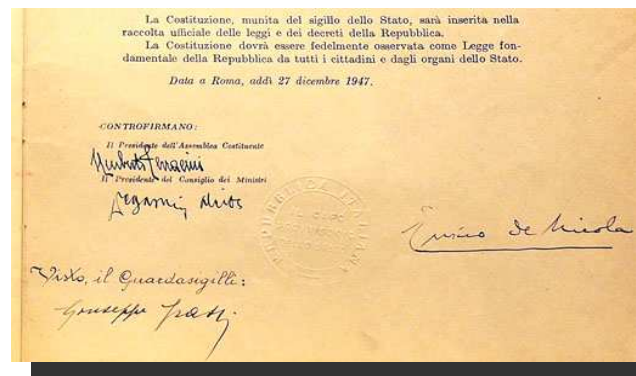 La Costituzione, munita del sigillo dello Stato, sarà inserita nella
raccolta ufficiale delle leggi e dei decreti della Repubblica.
La Costituzione dovrà essere fedelmente osservata come Legge fon-
damentale della Repubblica da tutti i cittadini e dagli organi dello Stato.
Data a Roma, addì 27 dicembre 1947.
CONTROFIRMANO:
Il Presidente dell'Assemblea Costituente
Umberto Terracini
Il Presidente del Consiglio dei Ministri
Degasperi Alcide
REPUBBLICA ITALIANA
Enrico De Nicola
Visto, il Guardasigilli:
Giuseppe Grassi